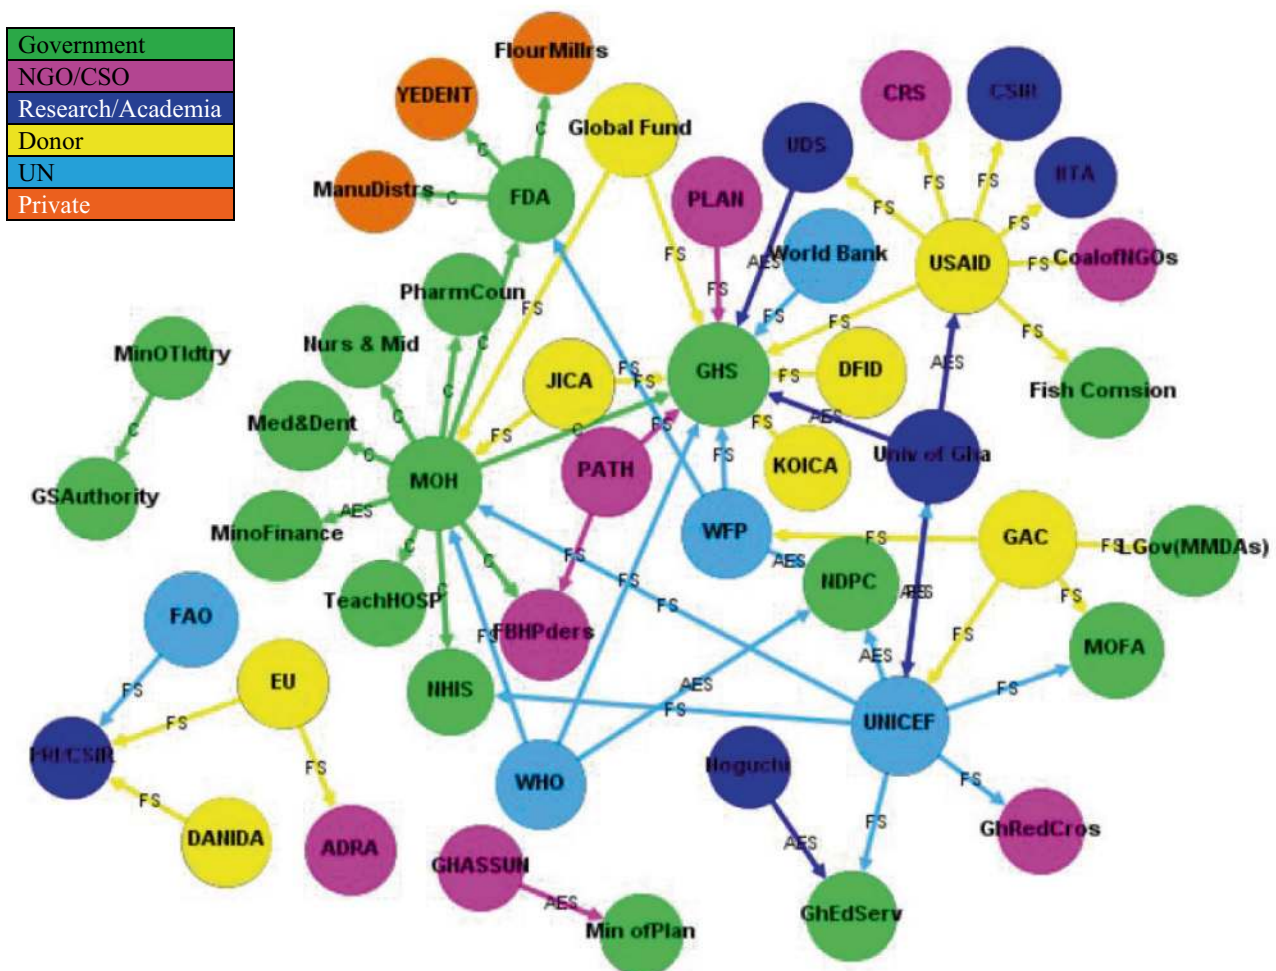 Government
NGO/CSO
Research/Academia
Donor
UN
Private
FlourMillrs
YEDENT
Global Fund
CRS
CSIR
C
C
UDS
ManuDistrs
C
FDA
PLAN
IITA
FS
FS
FS
FS
World Bank
USAID
FS
CoalofNGOs
FS
AES
PharmCoun
FS
FS
FS
FS
FS
MinOTIdtry
Nurs & Mid
C
JICA
FS
FS
GHS
FS
DFID
AES
Fish Comsion
C
C
Med&Dent
C
FS
C
FS
AES
FS
KOICA
Univ of Gha
C
GSAuthority
C
MOH
PATH
FS
AES
MinoFinance
WFP
FS
GAC
FS
LGov(MMDAs)
C
C
FS
AES
NDPC
FS
FS
TeachHOSP
C
FAO
FS
FBHPders
FS
FS
AES
MOFA
EU
NHIS
AES
FS
FS
FS
FS
UNICEF
WHO
FS
FS
FS
DANIDA
ADRA
GHASSUN
AES
FS
GhRedCros
AES
Min ofPlan
GhEdServ